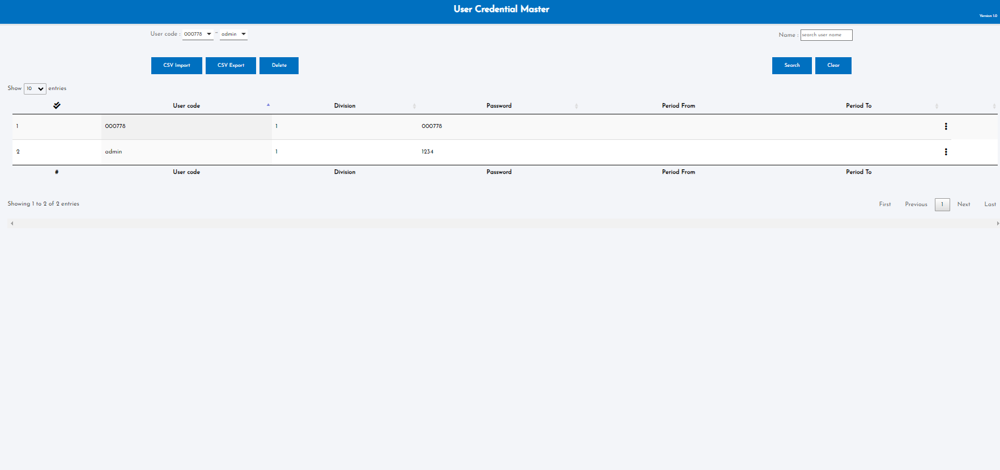 User Credential Master
Version 1.0
User code : 000778 ~ admin Name : search user name
CSV Import CSV Export Delete Search Clear
Show 10 entries
User code Division Password Period From Period To
1 000778 1 000778
2 admin 1 1234
# User code Division Password Period From Period To
Showing 1 to 2 of 2 entries First Previous 1 Next Last